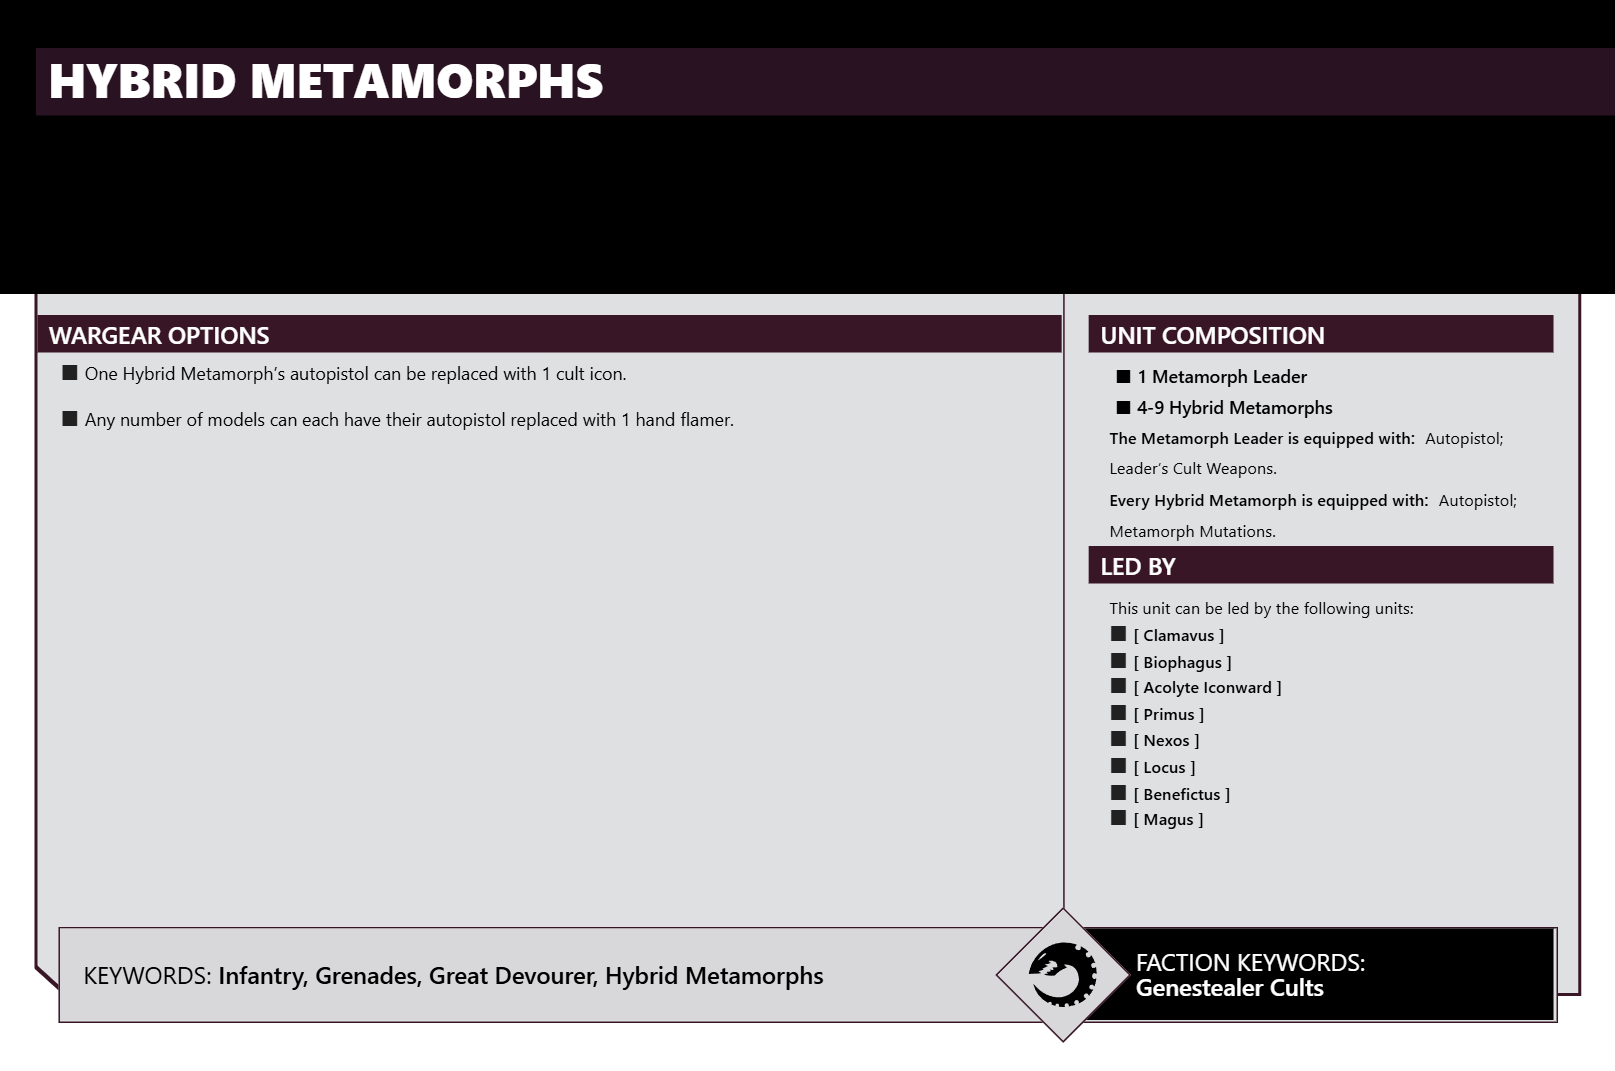 HYBRID METAMORPHS
WARGEAR OPTIONS
■ One Hybrid Metamorph’s autopistol can be replaced with 1 cult icon.
■ Any number of models can each have their autopistol replaced with 1 hand flamer.
UNIT COMPOSITION
■ 1 Metamorph Leader
■ 4-9 Hybrid Metamorphs
The Metamorph Leader is equipped with: Autopistol;
Leader’s Cult Weapons.
Every Hybrid Metamorph is equipped with: Autopistol;
Metamorph Mutations.
LED BY
This unit can be led by the following units:
■ [ Clamavus ]
■ [ Biophagus ]
■ [ Acolyte Iconward ]
■ [ Primus ]
■ [ Nexos ]
■ [ Locus ]
■ [ Benefictus ]
■ [ Magus ]
KEYWORDS: Infantry, Grenades, Great Devourer, Hybrid Metamorphs
FACTION KEYWORDS:
Genestealer Cults